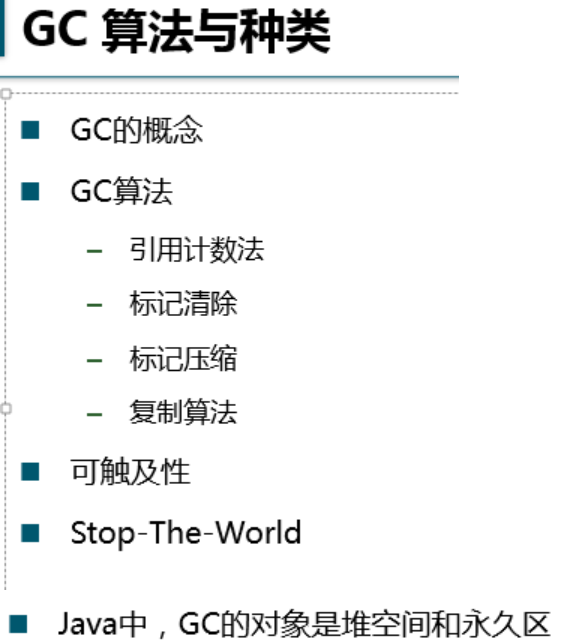 GC 算法与种类
GC的概念
GC算法
引用计数法
标记清除
标记压缩
复制算法
可触及性
Stop-The-World
Java中，GC的对象是堆空间和永久区